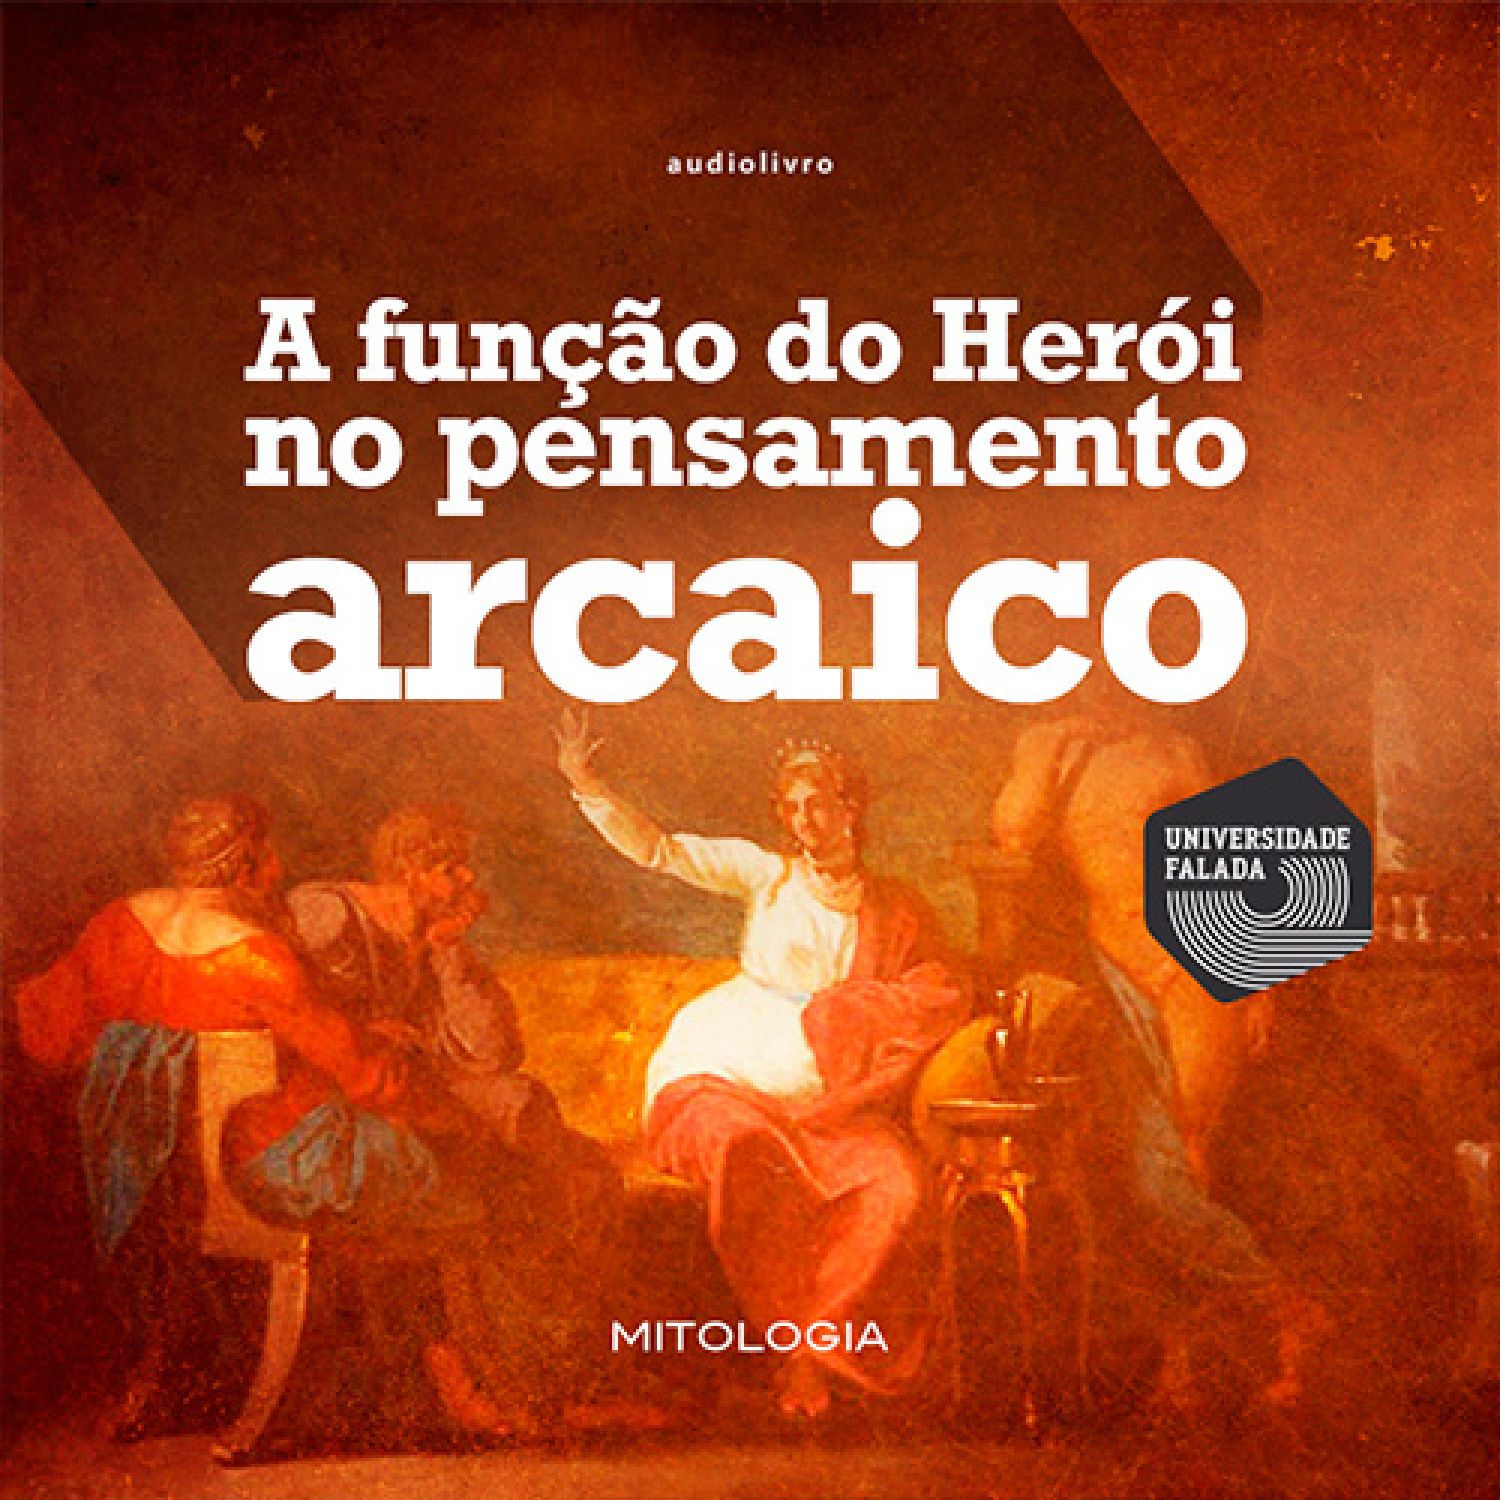 audiolivro
A função do Herói
no pensamento
arcaico
UNIVERSIDADE
FALADA
MITOLOGIA